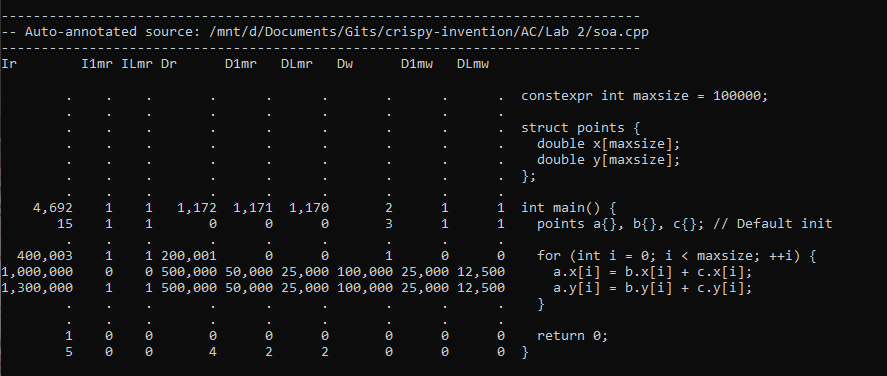 --------------------------------------------------------------------------------
-- Auto-annotated source: /mnt/d/Documents/Gits/crispy-invention/AC/Lab 2/soa.cpp
--------------------------------------------------------------------------------
Ir        I1mr ILmr Dr      D1mr   DLmr   Dw      D1mw   DLmw
        .    .    .       .      .      .       .      .      .  constexpr int maxsize = 100000;
        .    .    .       .      .      .       .      .      .
        .    .    .       .      .      .       .      .      .  struct points {
        .    .    .       .      .      .       .      .      .    double x[maxsize];
        .    .    .       .      .      .       .      .      .    double y[maxsize];
        .    .    .       .      .      .       .      .      .  };
        .    .    .       .      .      .       .      .      .
    4,692    1    1   1,172  1,171  1,170       2      1      1  int main() {
       15    1    1       0      0      0       3      1      1    points a{}, b{}, c{}; // Default init
        .    .    .       .      .      .       .      .      .
  400,003    1    1 200,001      0      0       1      0      0    for (int i = 0; i < maxsize; ++i) {
1,000,000    0    0 500,000 50,000 25,000 100,000 25,000 12,500      a.x[i] = b.x[i] + c.x[i];
1,300,000    1    1 500,000 50,000 25,000 100,000 25,000 12,500      a.y[i] = b.y[i] + c.y[i];
        .    .    .       .      .      .       .      .      .    }
        .    .    .       .      .      .       .      .      .
        1    0    0       0      0      0       0      0      0    return 0;
        5    0    0       4      2      2       0      0      0  }